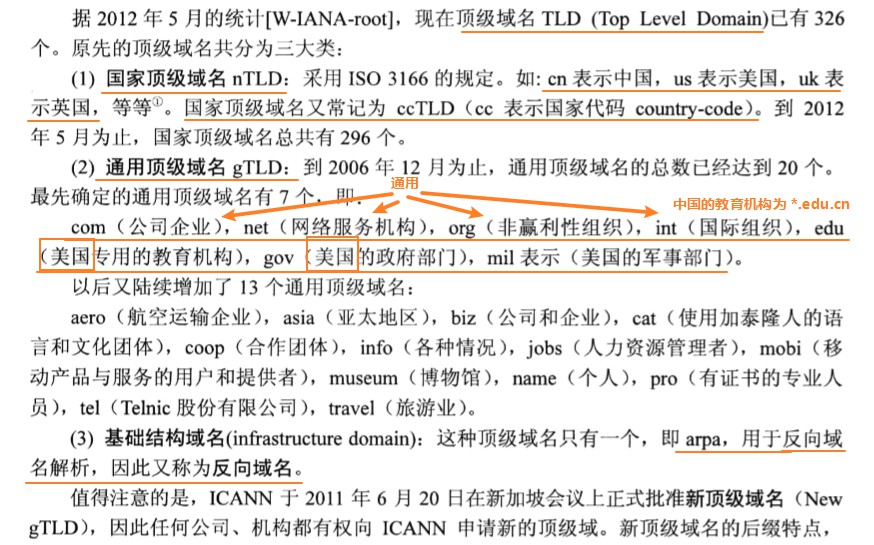 据 2012 年 5 月的统计[W-IANA-root]，现在顶级域名 TLD (Top Level Domain)已有 326
个。原先的顶级域名共分为三大类：
(1) 国家顶级域名 nTLD：采用 ISO 3166 的规定。如: cn 表示中国，us 表示美国，uk 表
示英国，等等①。国家顶级域名又常记为 ccTLD（cc 表示国家代码 country-code）。到 2012
年 5 月为止，国家顶级域名总共有 296 个。
(2) 通用顶级域名 gTLD：到 2006 年 12 月为止，通用顶级域名的总数已经达到 20 个。
最先确定的通用顶级域名有 7 个，即：
通用
中国的教育机构为 *.edu.cn
com（公司企业），net（网络服务机构），org（非赢利性组织），int（国际组织），edu
（美国专用的教育机构），gov（美国的政府部门），mil 表示（美国的军事部门）。
以后又陆续增加了 13 个通用顶级域名：
aero（航空运输企业），asia（亚太地区），biz（公司和企业），cat（使用加泰隆人的语
言和文化团体），coop（合作团体），info（各种情况），jobs（人力资源管理者），mobi（移
动产品与服务的用户和提供者），museum（博物馆），name（个人），pro（有证书的专业人
员），tel（Telnic 股份有限公司），travel（旅游业）。
(3) 基础结构域名(infrastructure domain)：这种顶级域名只有一个，即 arpa，用于反向域
名解析，因此又称为反向域名。
值得注意的是，ICANN 于 2011 年 6 月 20 日在新加坡会议上正式批准新顶级域名（New
gTLD），因此任何公司、机构都有权向 ICANN 申请新的顶级域。新顶级域名的后缀特点，